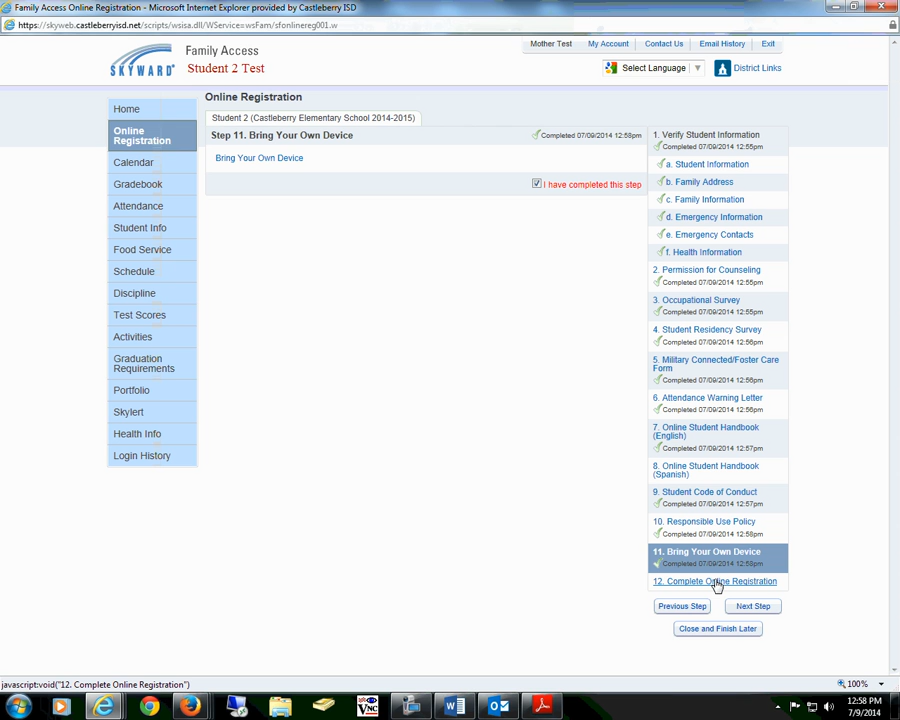 Family Access Online Registration - Microsoft Internet Explorer provided by Castleberry ISD
https://skyweb.castleberryisd.net/scripts/wsisa.dll/WService=wsFam/sfonlinereg001.w
SKYWARD
Family Access
Student 2 Test
Mother Test
My Account
Contact Us
Email History
Exit
Select Language
District Links
Home
Online
Registration
Calendar
Gradebook
Attendance
Student Info
Food Service
Schedule
Discipline
Test Scores
Activities
Graduation
Requirements
Portfolio
Skylert
Health Info
Login History
Online Registration
Student 2 (Castleberry Elementary School 2014-2015)
Step 11. Bring Your Own Device
Completed 07/09/2014 12:58pm
Bring Your Own Device
I have completed this step
1. Verify Student Information
Completed 07/09/2014 12:55pm
a. Student Information
b. Family Address
c. Family Information
d. Emergency Information
e. Emergency Contacts
f. Health Information
2. Permission for Counseling
Completed 07/09/2014 12:55pm
3. Occupational Survey
Completed 07/09/2014 12:55pm
4. Student Residency Survey
Completed 07/09/2014 12:56pm
5. Military Connected/Foster Care
Form
Completed 07/09/2014 12:56pm
6. Attendance Warning Letter
Completed 07/09/2014 12:56pm
7. Online Student Handbook
(English)
Completed 07/09/2014 12:57pm
8. Online Student Handbook
(Spanish)
9. Student Code of Conduct
Completed 07/09/2014 12:57pm
10. Responsible Use Policy
Completed 07/09/2014 12:58pm
11. Bring Your Own Device
Completed 07/09/2014 12:58pm
12. Complete Online Registration
Previous Step
Next Step
Close and Finish Later
javascript:void("12. Complete Online Registration")
100%
VNC
12:58 PM
7/9/2014